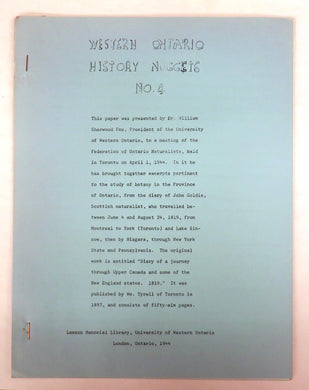 WESTERN ONTARIO
HISTORY NUGGETS
NO. 4
This paper was presented by Dr. William
Sherwood Fox, President of the University
of Western Ontario, to a meeting of the
Federation of Ontario Naturalists, held
in Toronto on April 1, 1944. In it he
has brought together excerpts pertinent
to the study of botany in the Province
of Ontario, from the diary of John Goldie,
Scottish naturalist, who travelled be-
tween June 4 and August 24, 1819, from
Montreal to York (Toronto) and Lake Sim-
coe, then by Niagara, through New York
State and Pennsylvania. The original
work is entitled "Diary of a journey
through Upper Canada and some of the
New England states. 1819." It was
published by Wm. Tyrell of Toronto in
1897, and consists of fifty-six pages.
Lawson Memorial Library, University of Western Ontario
London, Ontario, 1944